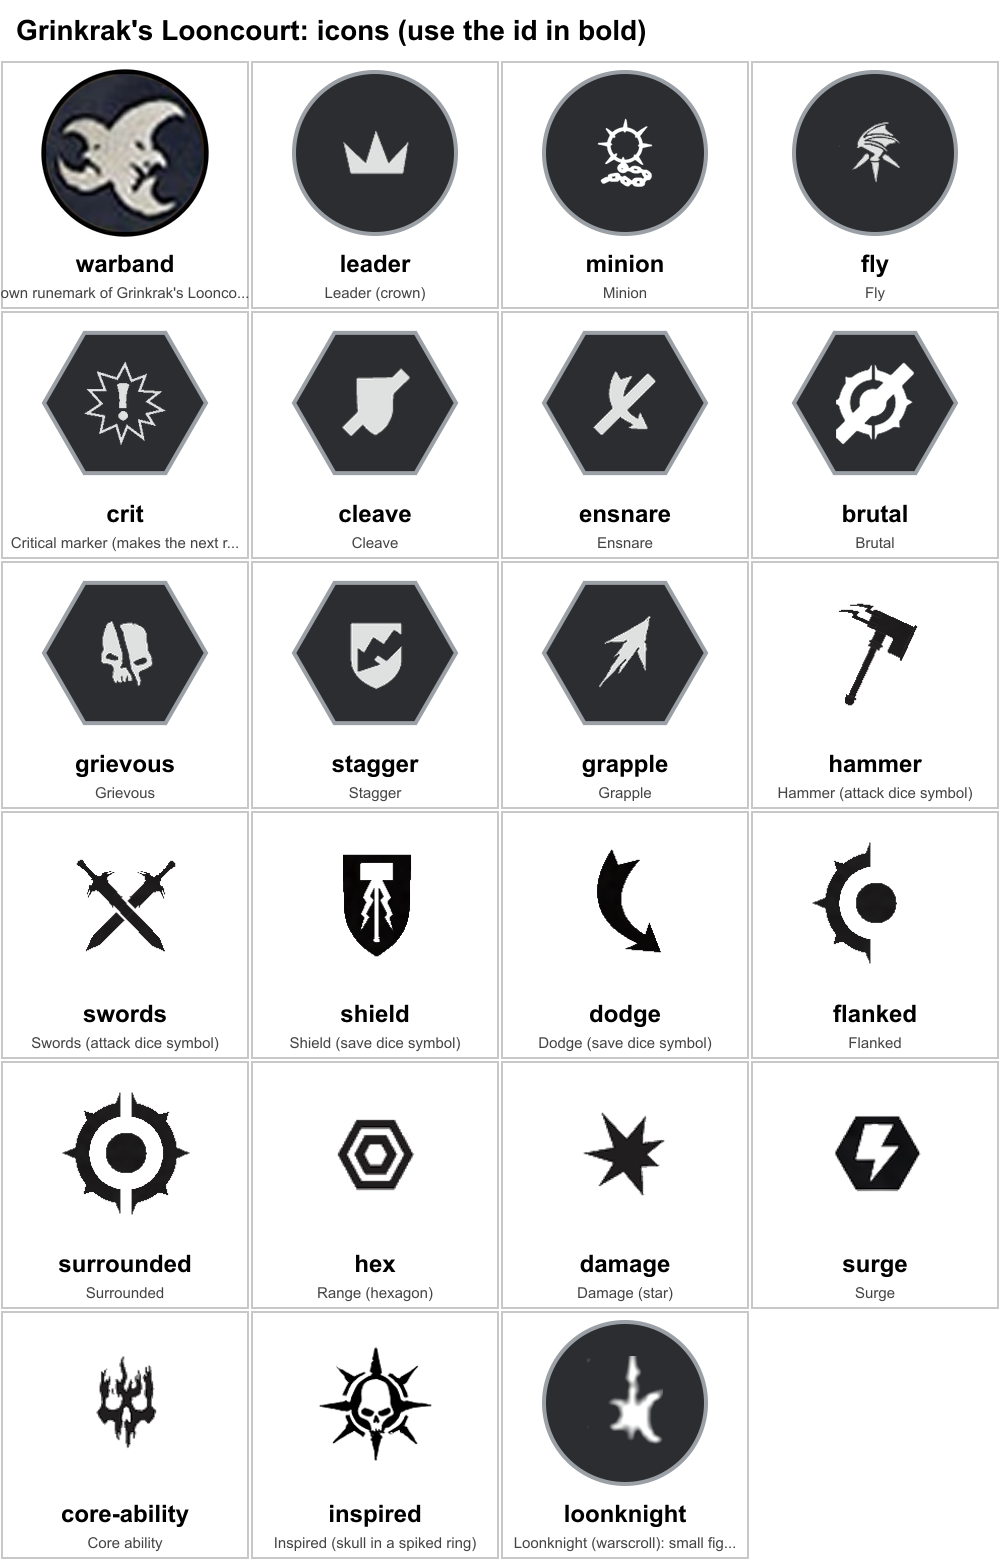 Grinkrak's Looncourt: icons (use the id in bold)
warband
own runemark of Grinkrak's Loonco...
leader
Leader (crown)
minion
Minion
fly
Fly
crit
Critical marker (makes the next r...
cleave
Cleave
ensnare
Ensnare
brutal
Brutal
grievous
Grievous
stagger
Stagger
grapple
Grapple
hammer
Hammer (attack dice symbol)
swords
Swords (attack dice symbol)
shield
Shield (save dice symbol)
dodge
Dodge (save dice symbol)
flanked
Flanked
surrounded
Surrounded
hex
Range (hexagon)
damage
Damage (star)
surge
Surge
core-ability
Core ability
inspired
Inspired (skull in a spiked ring)
loonknight
Loonknight (warscroll): small fig...